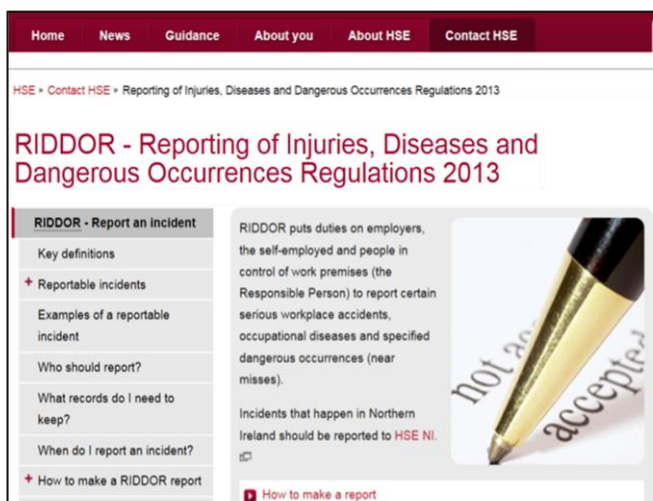 Home News Guidance About you About HSE Contact HSE
HSE » Contact HSE » Reporting of Injuries, Diseases and Dangerous Occurrences Regulations 2013
RIDDOR - Reporting of Injuries, Diseases and
Dangerous Occurrences Regulations 2013
RIDDOR - Report an incident
Key definitions
+ Reportable incidents
Examples of a reportable
incident
Who should report?
What records do I need to
keep?
When do I report an incident?
+ How to make a RIDDOR report
RIDDOR puts duties on employers,
the self-employed and people in
control of work premises (the
Responsible Person) to report certain
serious workplace accidents,
occupational diseases and specified
dangerous occurrences (near
misses).
Incidents that happen in Northern
Ireland should be reported to HSE NI.
How to make a report
not
accepted